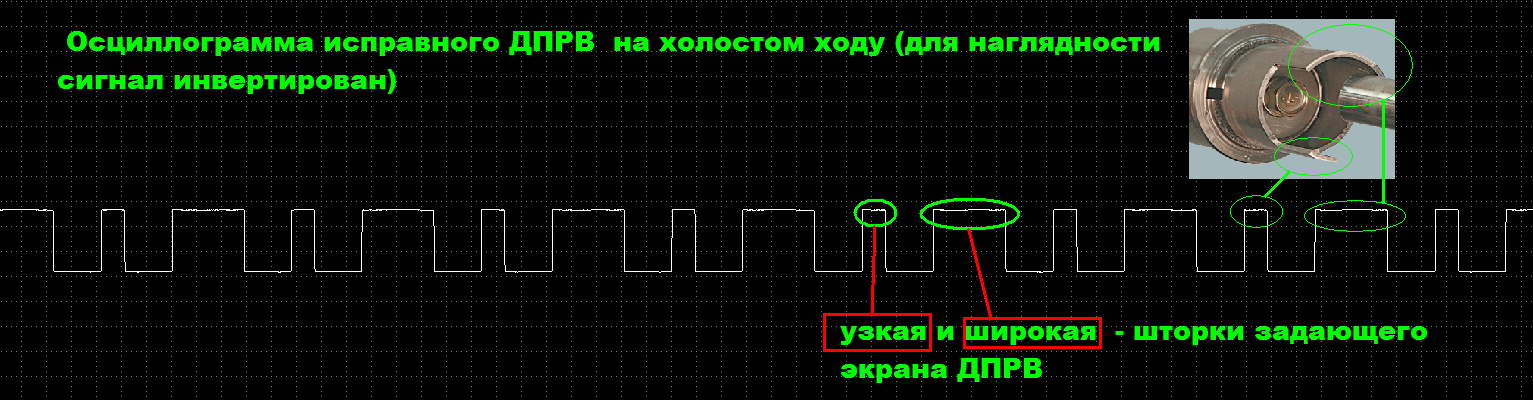 Осциллограмма исправного ДПРВ на холостом ходу (для наглядности
сигнал инвертирован)
узкая и широкая - шторки задающего
экрана ДПРВ